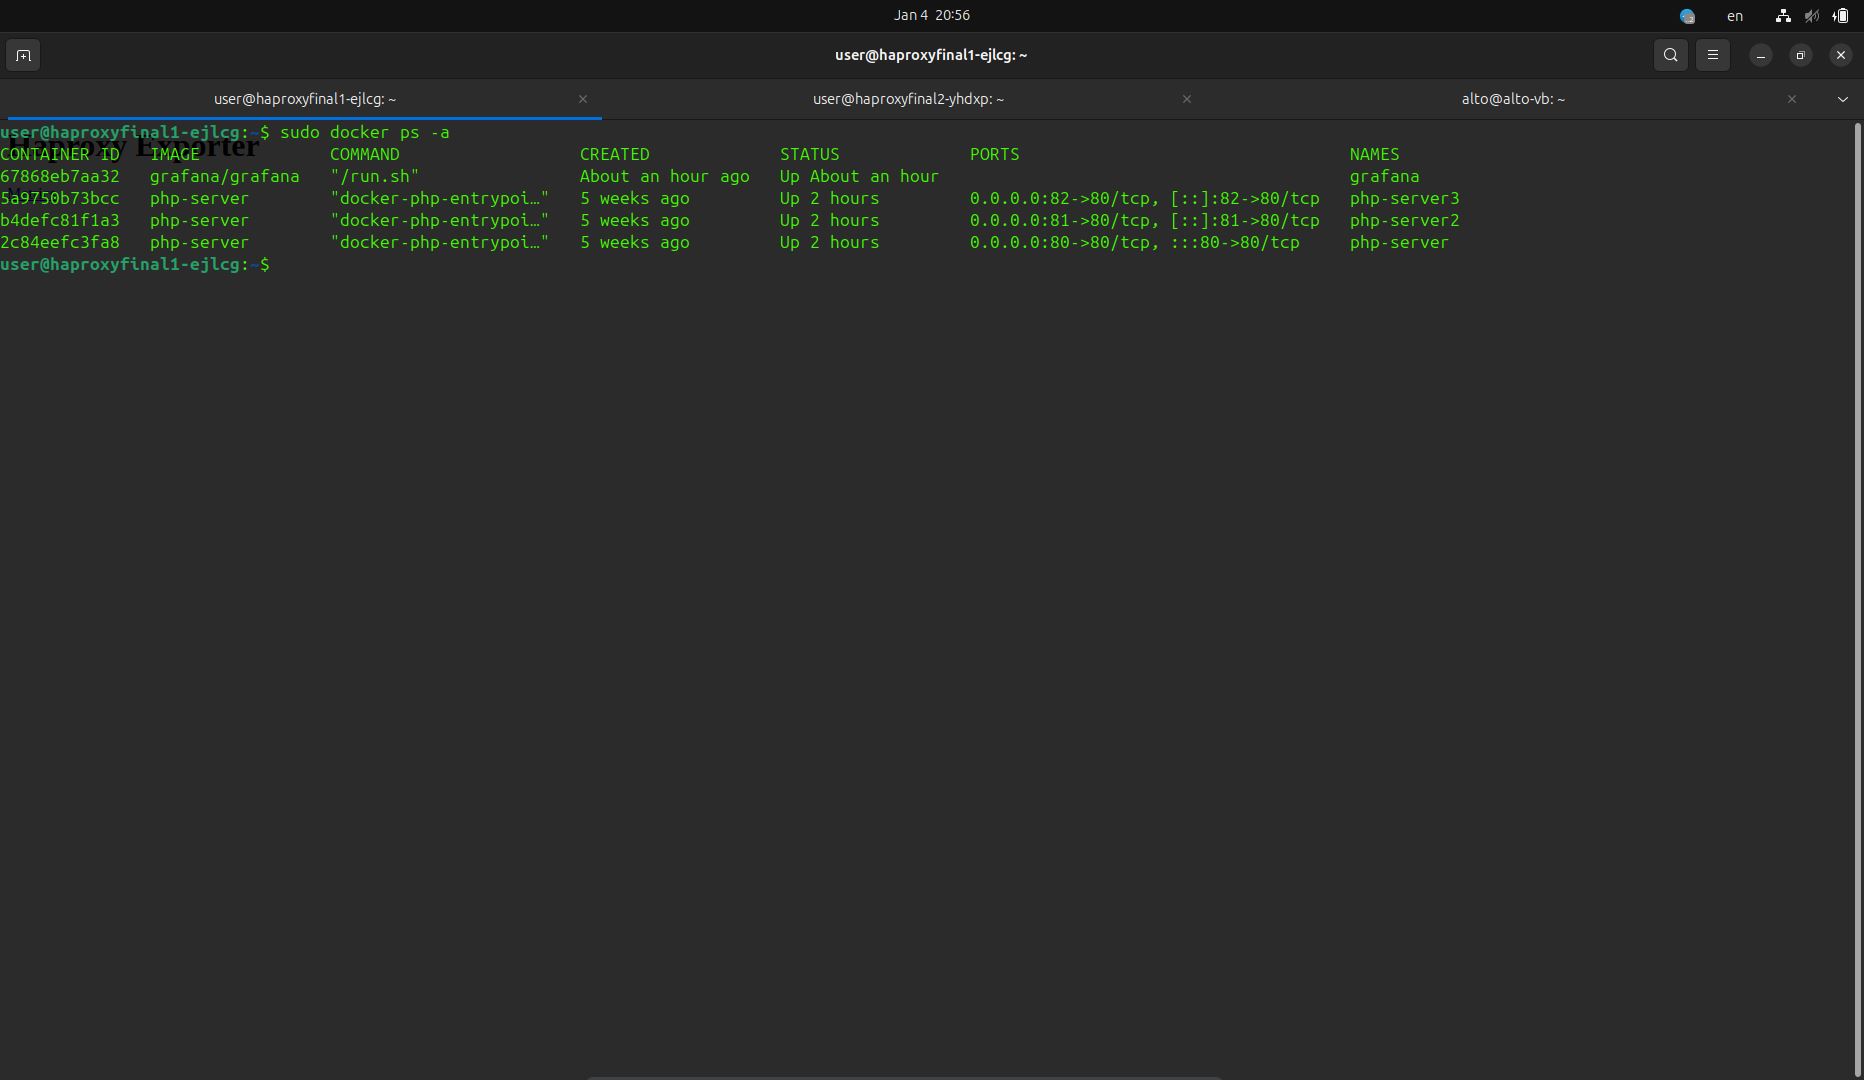 Jan 4 20:56
en
user@haproxyfinal1-ejlcg: ~
user@haproxyfinal1-ejlcg: ~
user@haproxyfinal2-yhdxp: ~
alto@alto-vb: ~
user@haproxyfinal1-ejlcg:~$ sudo docker ps -a
Haproxy Exporter
CONTAINER ID IMAGE COMMAND CREATED STATUS PORTS NAMES
67868eb7aa32 grafana/grafana "/run.sh" About an hour ago Up About an hour grafana
5a9750b73bcc php-server "docker-php-entrypoi…" 5 weeks ago Up 2 hours 0.0.0.0:82->80/tcp, [::]:82->80/tcp php-server3
b4defc81f1a3 php-server "docker-php-entrypoi…" 5 weeks ago Up 2 hours 0.0.0.0:81->80/tcp, [::]:81->80/tcp php-server2
2c84eefc3fa8 php-server "docker-php-entrypoi…" 5 weeks ago Up 2 hours 0.0.0.0:80->80/tcp, :::80->80/tcp php-server
user@haproxyfinal1-ejlcg:~$